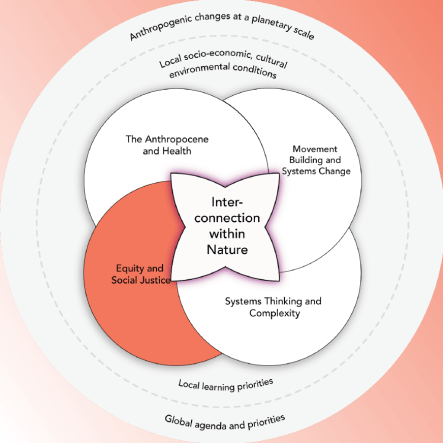 Anthropogenic changes at a planetary scale
Local socio-economic, cultural
environmental conditions
The Anthropocene
and Health
Movement
Building and
Systems Change
Inter-
connection
within
Nature
Equity and
Social Justice
Systems Thinking and
Complexity
Local learning priorities
Global agenda and priorities